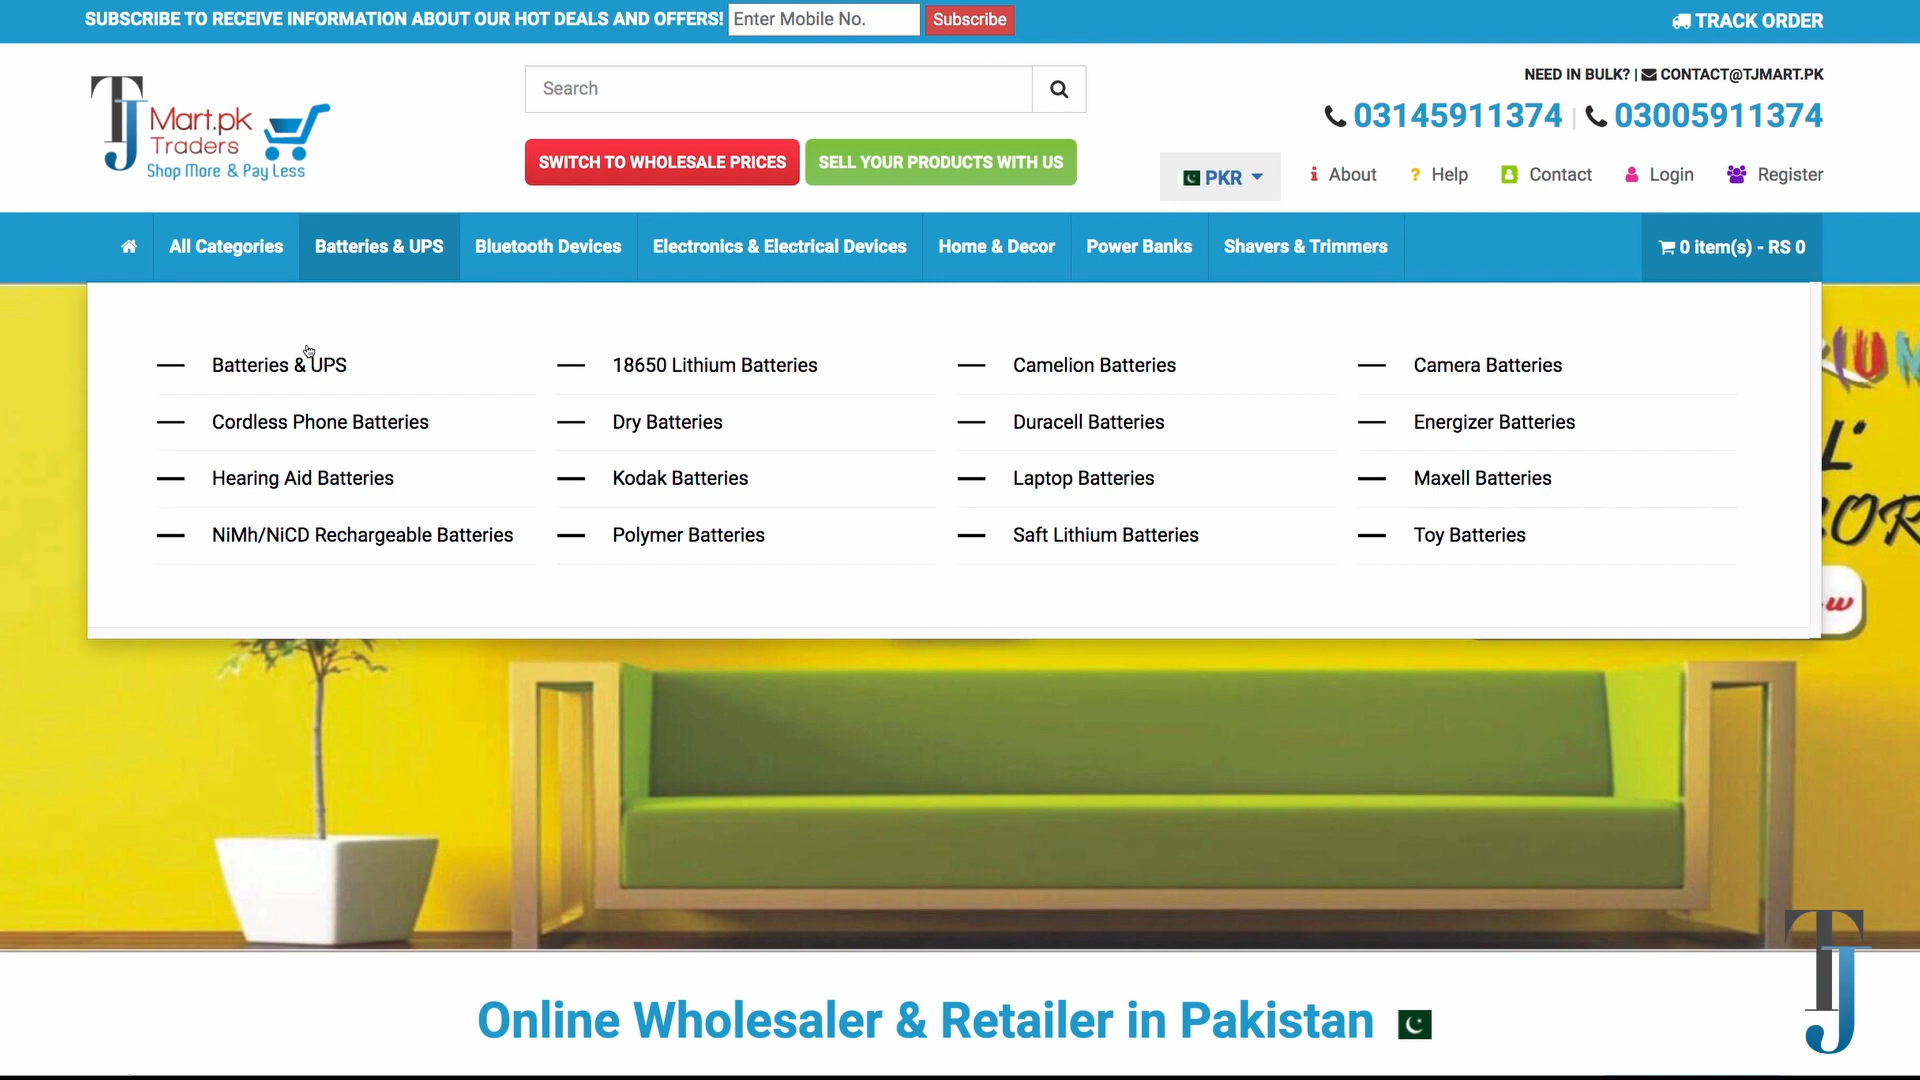 SUBSCRIBE TO RECEIVE INFORMATION ABOUT OUR HOT DEALS AND OFFERS! Enter Mobile No. Subscribe TRACK ORDER
TJ Mart.pk
Traders
Shop More & Pay Less
Search
NEED IN BULK? | CONTACT@TJMART.PK
03145911374 | 03005911374
SWITCH TO WHOLESALE PRICES SELL YOUR PRODUCTS WITH US
PKR About Help Contact Login Register
All Categories Batteries & UPS Bluetooth Devices Electronics & Electrical Devices Home & Decor Power Banks Shavers & Trimmers 0 item(s) - RS 0
Batteries & UPS 18650 Lithium Batteries Camelion Batteries Camera Batteries
Cordless Phone Batteries Dry Batteries Duracell Batteries Energizer Batteries
Hearing Aid Batteries Kodak Batteries Laptop Batteries Maxell Batteries
NiMh/NiCD Rechargeable Batteries Polymer Batteries Saft Lithium Batteries Toy Batteries
Online Wholesaler & Retailer in Pakistan
TJ